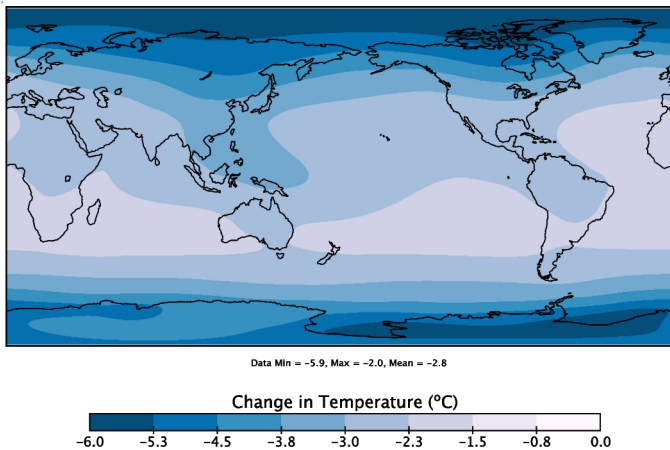 Data Min = -5.9, Max = -2.0, Mean = -2.8
Change in Temperature (°C)
-6.0 -5.3 -4.5 -3.8 -3.0 -2.3 -1.5 -0.8 0.0